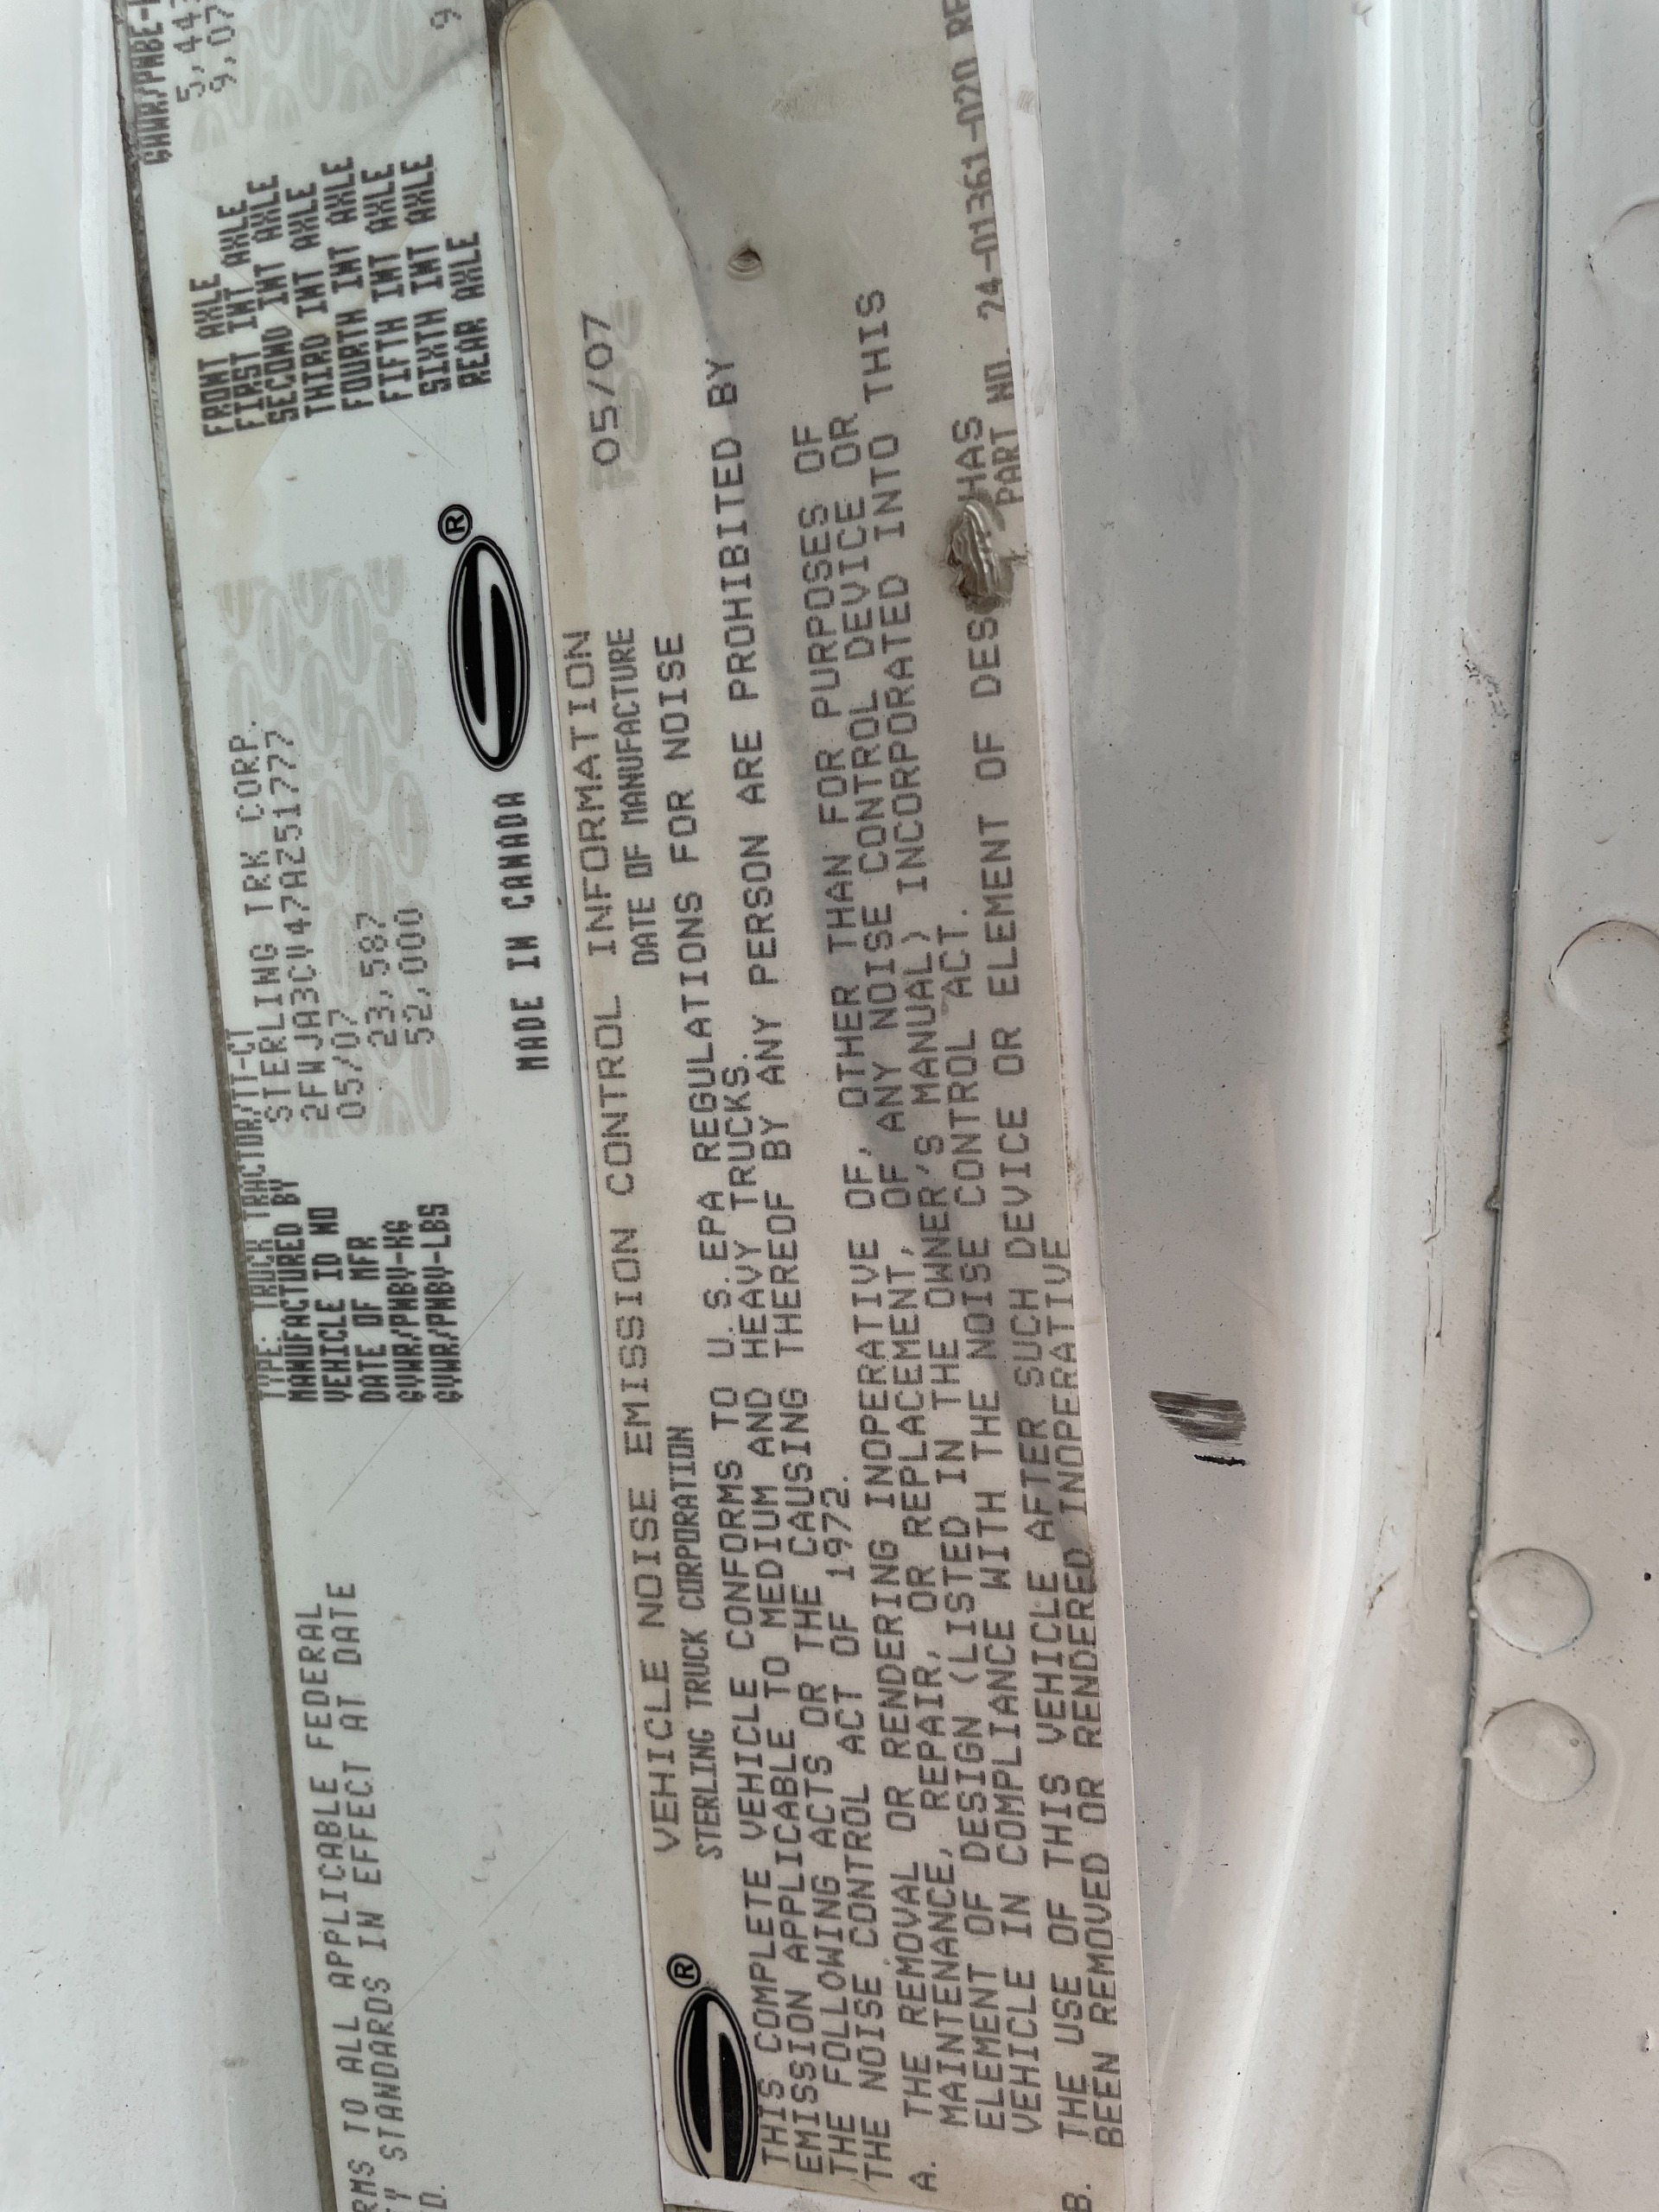 RMS TO ALL APPLICABLE FEDERAL
Y STANDARDS IN EFFECT AT DATE
D.
TYPE: TRUCK TRACTOR/TT-CT
MANUFACTURED BY STERLING TRK CORP.
VEHICLE ID NO 2FWJA3CV47AZ51777
DATE OF MFR 05/07
GVWR/PNBV-KG 23,587
GVWR/PNBV-LBS 52,000
MADE IN CANADA
®
GAWR/PNBE-
FRONT AXLE 5,44
FIRST INT AXLE 9,07
SECOND INT AXLE
THIRD INT AXLE
FOURTH INT AXLE
FIFTH INT AXLE
SIXTH INT AXLE
REAR AXLE 9
®
VEHICLE NOISE EMISSION CONTROL INFORMATION
STERLING TRUCK CORPORATION DATE OF MANUFACTURE 05/07
THIS COMPLETE VEHICLE CONFORMS TO U.S.EPA REGULATIONS FOR NOISE
EMISSION APPLICABLE TO MEDIUM AND HEAVY TRUCKS.
THE FOLLOWING ACTS OR THE CAUSING THEREOF BY ANY PERSON ARE PROHIBITED BY
THE NOISE CONTROL ACT OF 1972.
A. THE REMOVAL OR RENDERING INOPERATIVE OF, OTHER THAN FOR PURPOSES OF
MAINTENANCE, REPAIR, OR REPLACEMENT, OF ANY NOISE CONTROL DEVICE OR
ELEMENT OF DESIGN (LISTED IN THE OWNER'S MANUAL) INCORPORATED INTO THIS
VEHICLE IN COMPLIANCE WITH THE NOISE CONTROL ACT.
B. THE USE OF THIS VEHICLE AFTER SUCH DEVICE OR ELEMENT OF DES HAS
BEEN REMOVED OR RENDERED INOPERATIVE
PART NO. 24-01361-020 RE